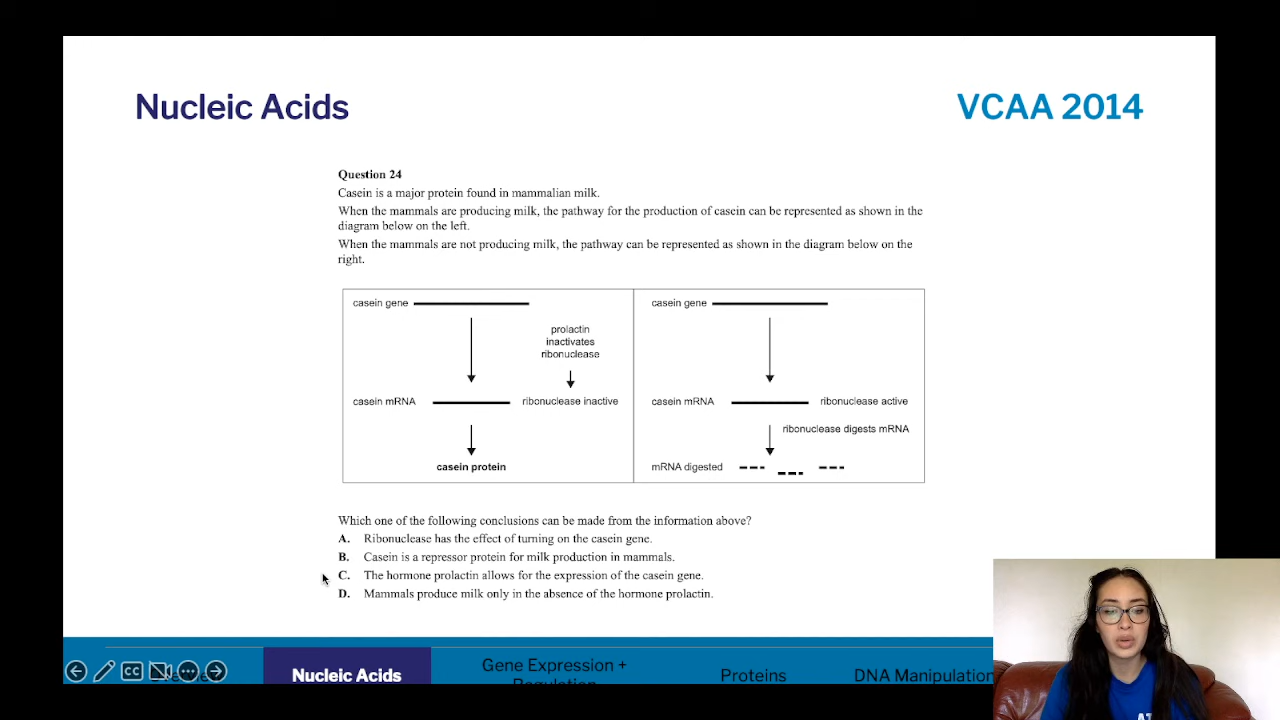 Nucleic Acids
VCAA 2014
Question 24
Casein is a major protein found in mammalian milk.
When the mammals are producing milk, the pathway for the production of casein can be represented as shown in the
diagram below on the left.
When the mammals are not producing milk, the pathway can be represented as shown in the diagram below on the
right.
casein gene
prolactin
inactivates
ribonuclease
casein mRNA
ribonuclease inactive
casein protein
casein gene
casein mRNA
ribonuclease active
ribonuclease digests mRNA
mRNA digested
Which one of the following conclusions can be made from the information above?
A. Ribonuclease has the effect of turning on the casein gene.
B. Casein is a repressor protein for milk production in mammals.
C. The hormone prolactin allows for the expression of the casein gene.
D. Mammals produce milk only in the absence of the hormone prolactin.
CC
Nucleic Acids
Gene Expression +
Regulation
Proteins
DNA Manipulation